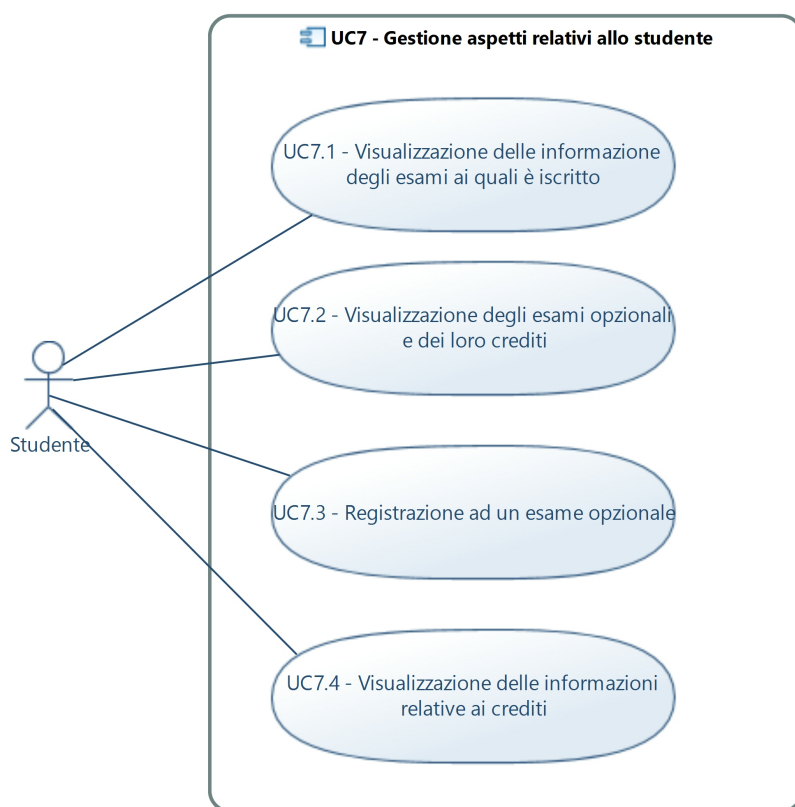 UC7 - Gestione aspetti relativi allo studente
UC7.1 - Visualizzazione delle informazione
degli esami ai quali è iscritto
UC7.2 - Visualizzazione degli esami opzionali
e dei loro crediti
Studente
UC7.3 - Registrazione ad un esame opzionale
UC7.4 - Visualizzazione delle informazioni
relative ai crediti